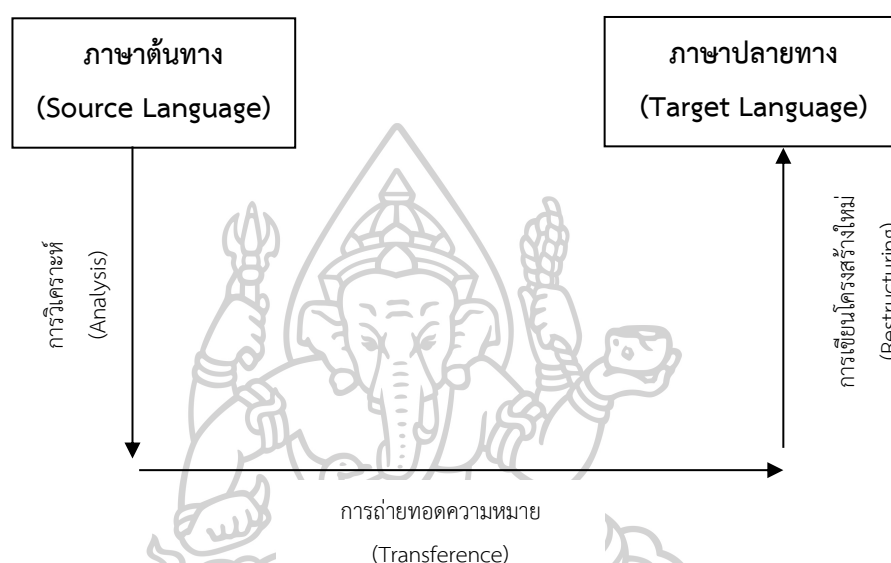 ภาษาต้นทาง
(Source Language)
ภาษาปลายทาง
(Target Language)
การวิเคราะห์
(Analysis)
การถ่ายทอดความหมาย
(Transference)
การเขียนโครงสร้างใหม่
(Restructuring)